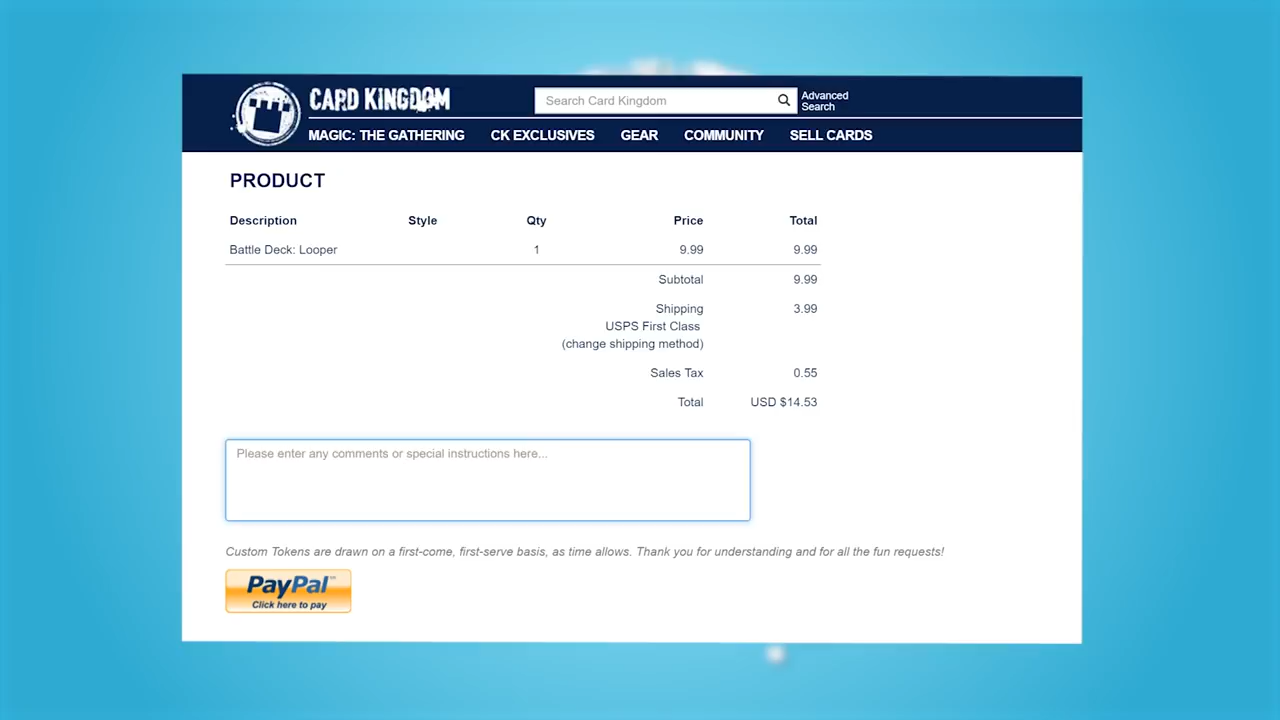 CARD KINGDOM
Search Card Kingdom
Advanced
Search
MAGIC: THE GATHERING CK EXCLUSIVES GEAR COMMUNITY SELL CARDS
PRODUCT
Description Style Qty Price Total
Battle Deck: Looper 1 9.99 9.99
Subtotal 9.99
Shipping 3.99
USPS First Class
(change shipping method)
Sales Tax 0.55
Total USD $14.53
Please enter any comments or special instructions here...
Custom Tokens are drawn on a first-come, first-serve basis, as time allows. Thank you for understanding and for all the fun requests!
PayPal
Click here to pay